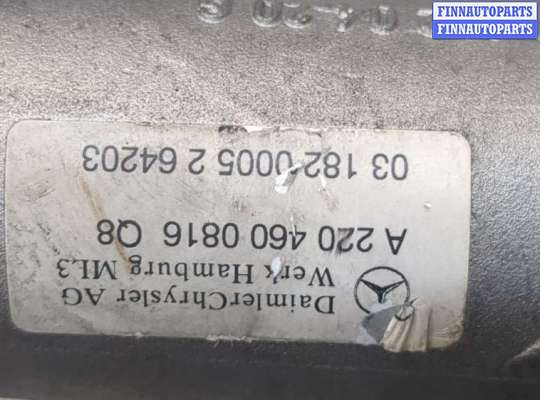 FINNAUTOPARTS
FINNAUTOPARTS
DaimlerChrysler AG
Werk Hamburg ML3
A 220 460 0816 Q8
03 182 0005 2 64203